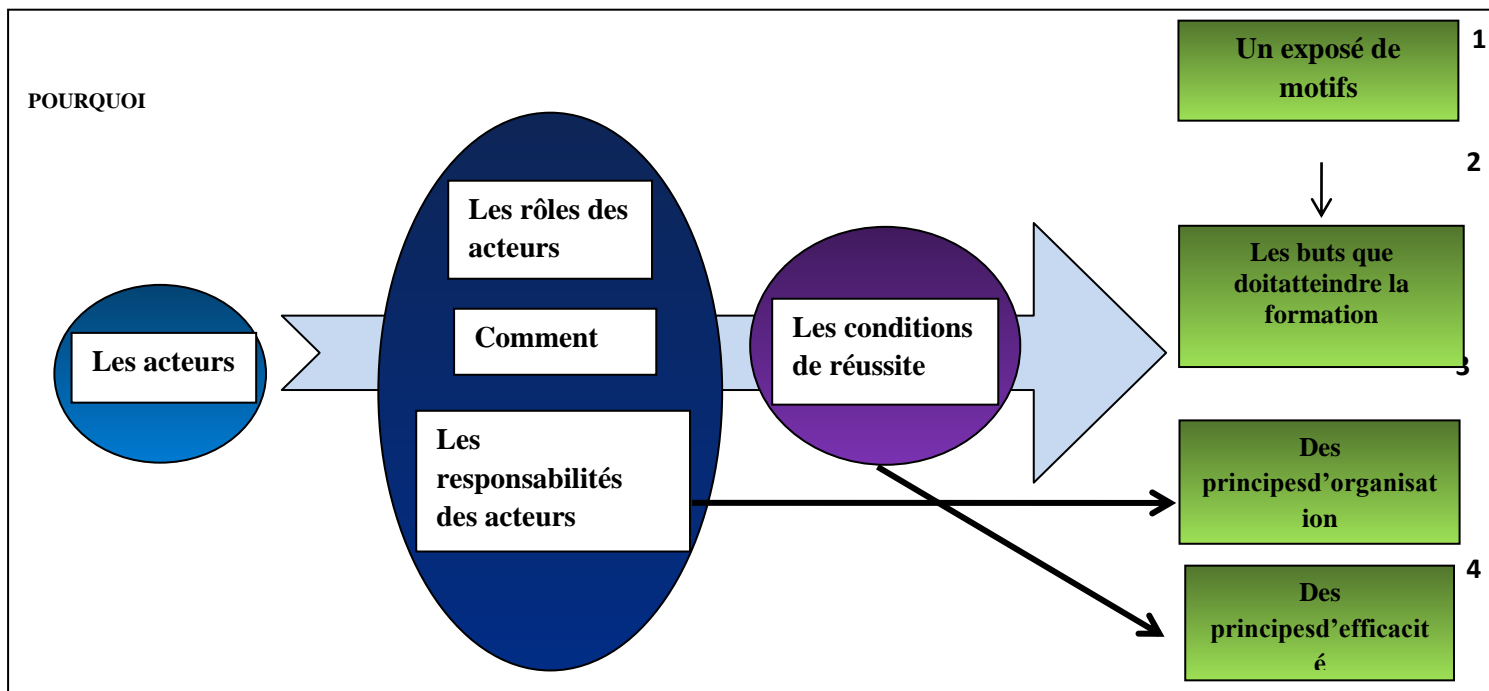 POURQUOI
Les acteurs
Les rôles des
acteurs
Comment
Les
responsabilités
des acteurs
Les conditions
de réussite
Un exposé de
motifs
1
2
Les buts que
doitatteindre la
formation
3
Des
principesd’organisat
ion
4
Des
principesd’efficacit
é